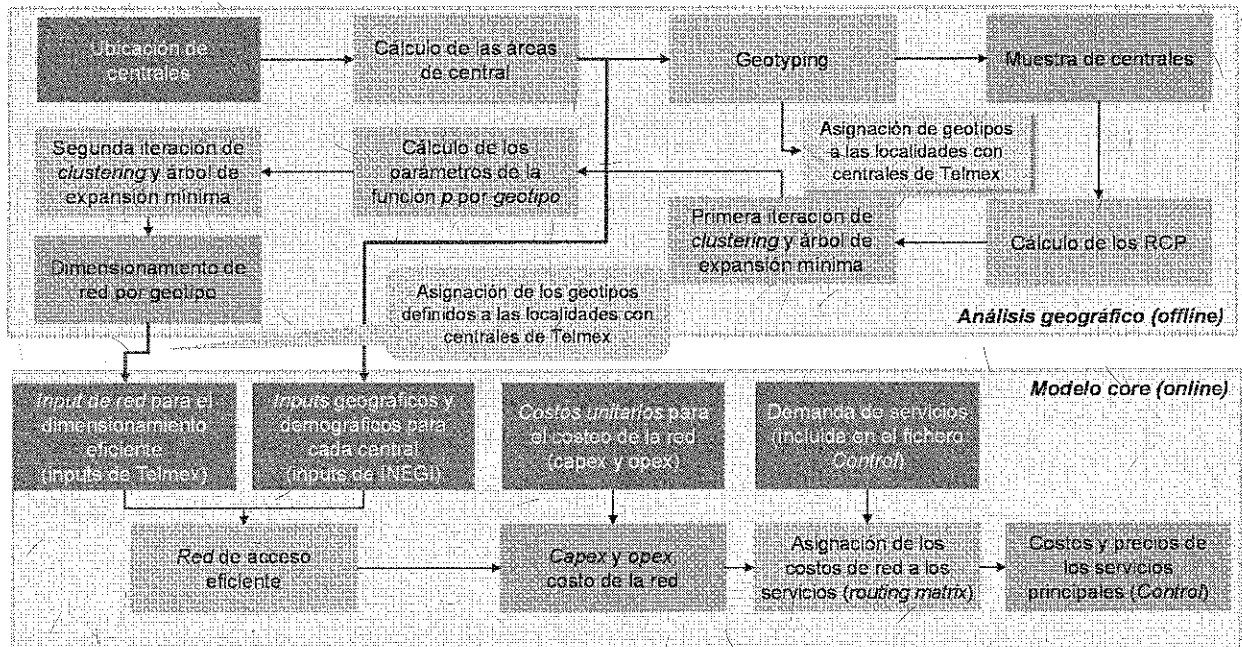 Ubicación de
centrales
Cálculo de las áreas
de central
Geotyping
Muestra de centrales
Segunda iteración de
clustering y árbol de
expansión mínima
Cálculo de los
parámetros de la
función p por geotipo
Asignación de geotipos
a las localidades con
centrales de Telmex
Primera iteración de
clustering y árbol de
expansión mínima
Cálculo de los RCP
Dimensionamiento de
red por geotipo
Asignación de los geotipos
definidos a las localidades con
centrales de Telmex
Análisis geográfico (offline)
Modelo core (online)
Input de red para el
dimensionamiento
eficiente
(inputs de Telmex)
Inputs geográficos y
demográficos para
cada central
(inputs de INEGI)
Costos unitarios para
el costeo de la red
(capex y opex)
Demanda de servicios
(incluida en el fichero
Control)
Red de acceso
eficiente
Capex y opex,
costo de la red
Asignación de los
costos de red a los
servicios (routing matrix)
Costos y precios de
los servicios
principales (Control)